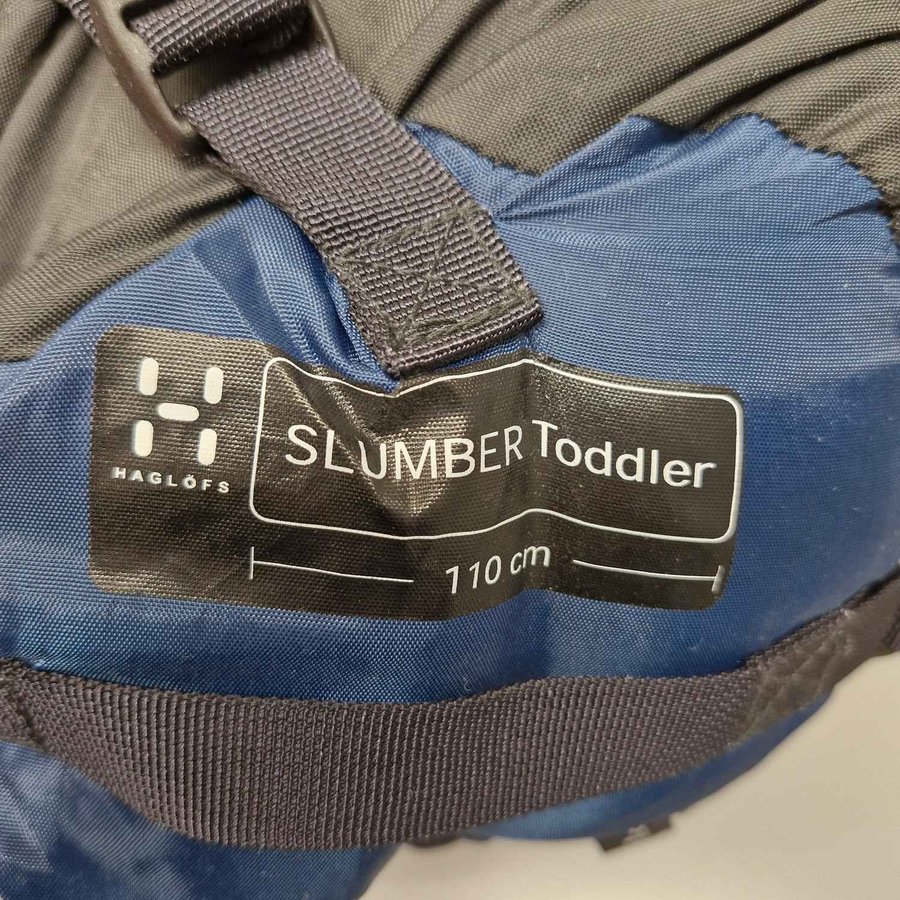 HAGLÖFS
SLUMBER Toddler
110 cm